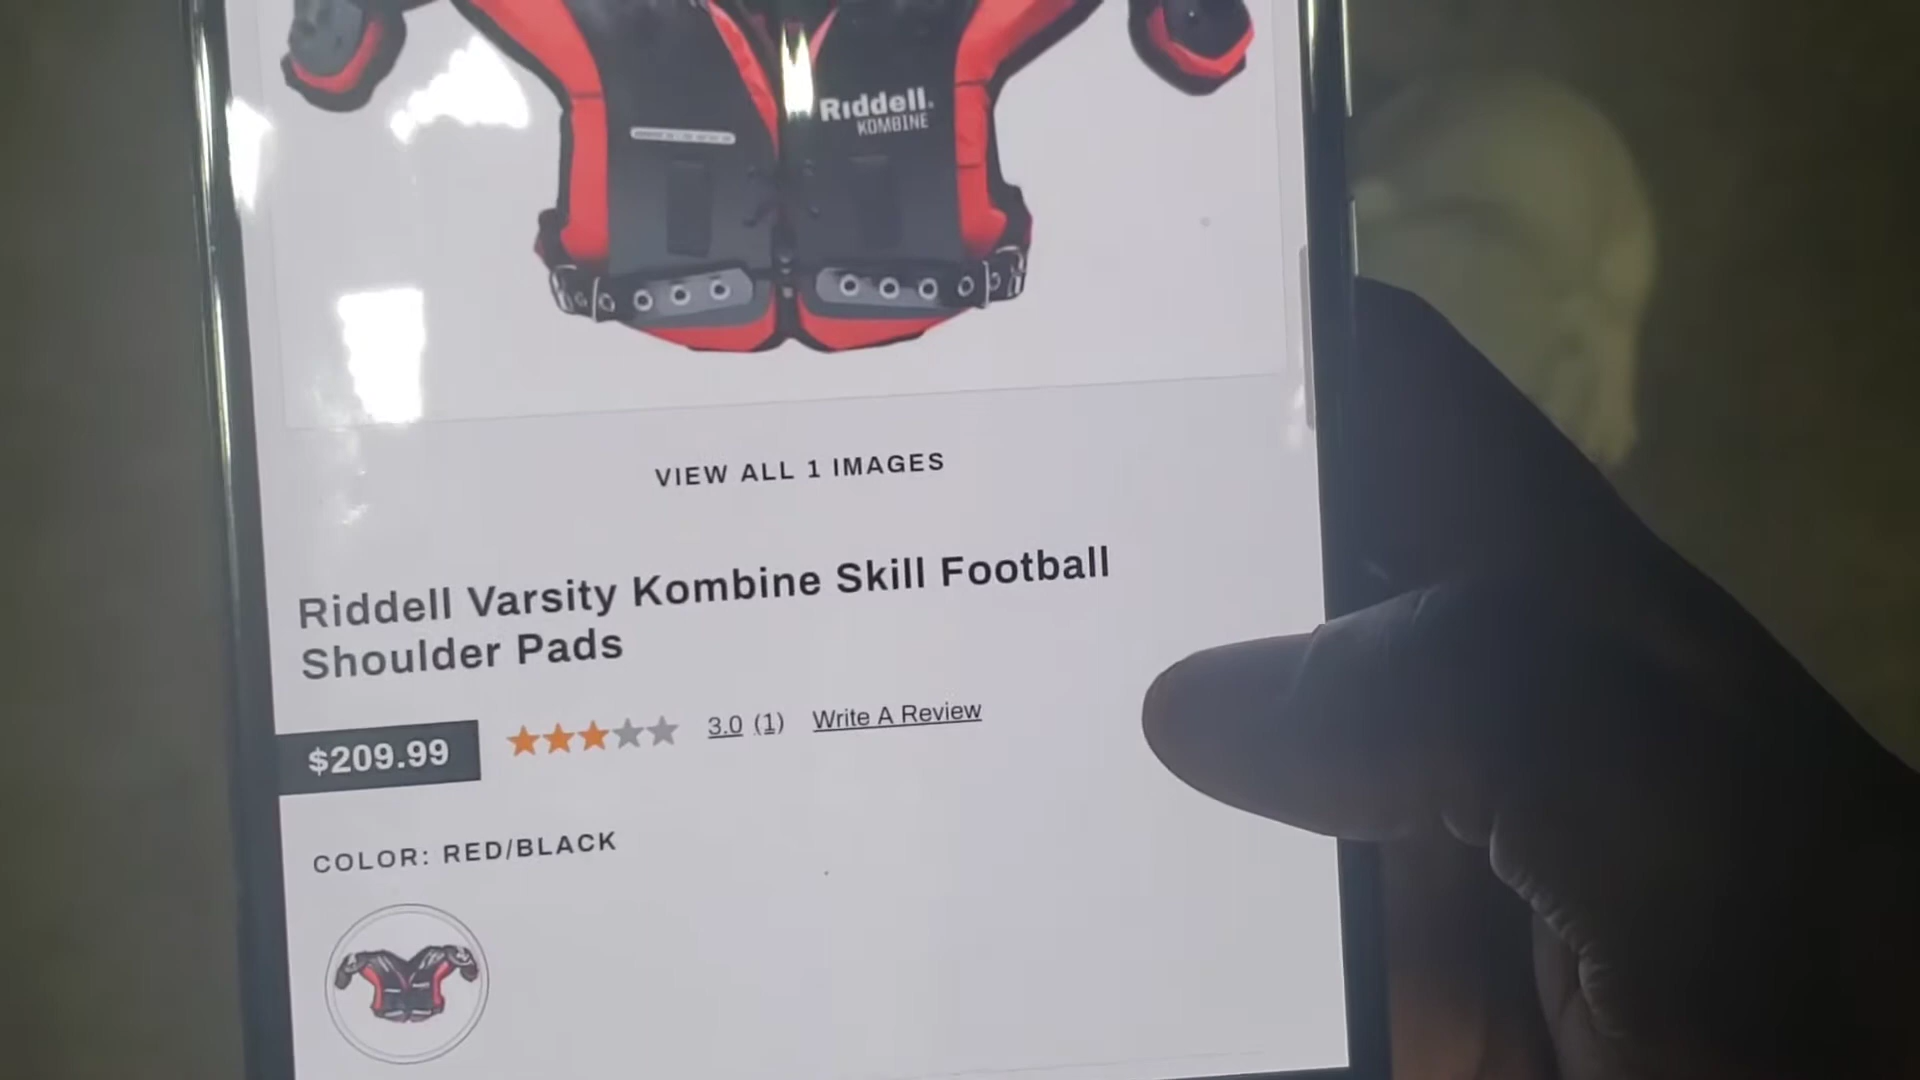 Riddell.
KOMBINE
VIEW ALL 1 IMAGES
Riddell Varsity Kombine Skill Football
Shoulder Pads
$209.99
3.0 (1) Write A Review
COLOR: RED/BLACK